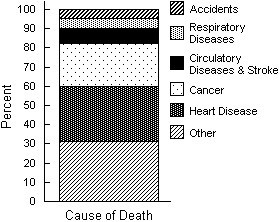 100
90
80
70
60
50
40
30
20
10
0
Percent
Cause of Death
Accidents
Respiratory
Diseases
Circulatory
Diseases & Stroke
Cancer
Heart Disease
Other